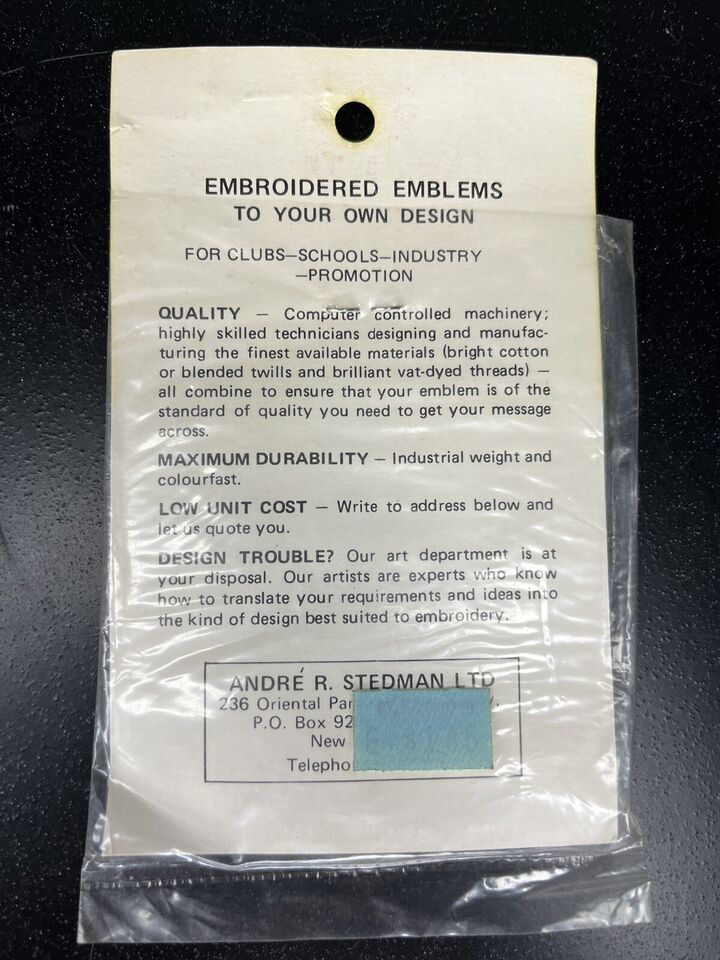 EMBROIDERED EMBLEMS
TO YOUR OWN DESIGN
FOR CLUBS—SCHOOLS—INDUSTRY
—PROMOTION
QUALITY — Computer controlled machinery;
highly skilled technicians designing and manufac-
turing the finest available materials (bright cotton
or blended twills and brilliant vat-dyed threads) —
all combine to ensure that your emblem is of the
standard of quality you need to get your message
across.
MAXIMUM DURABILITY — Industrial weight and
colourfast.
LOW UNIT COST — Write to address below and
let us quote you.
DESIGN TROUBLE? Our art department is at
your disposal. Our artists are experts who know
how to translate your requirements and ideas into
the kind of design best suited to embroidery.
ANDRÉ R. STEDMAN LTD
236 Oriental
P.O. Box
New